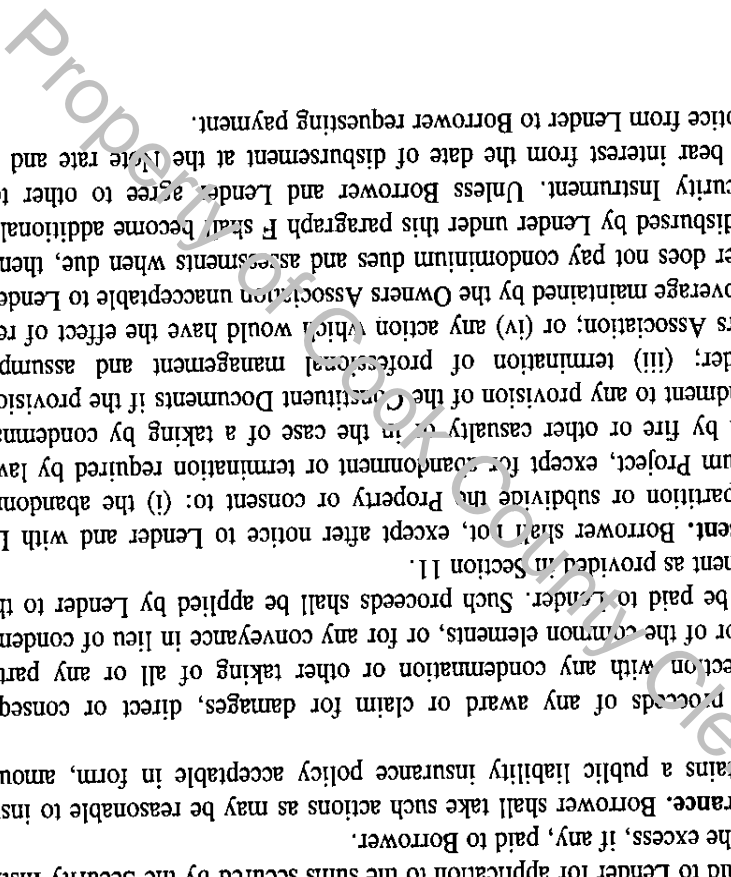 nd to Lender for application to the sums secured by the Security Inst
he excess, if any, paid to Borrower.
rance. Borrower shall take such actions as may be reasonable to insu
tains a public liability insurance policy acceptable in form, amou
proceeds of any award or claim for damages, direct or conseq
ection with any condemnation or other taking of all or any part
or of the common elements, or for any conveyance in lieu of conden
be paid to Lender. Such proceeds shall be applied by Lender to th
nent as provided in Section 11.
sent. Borrower shall not, except after notice to Lender and with L
partition or subdivide the Property or consent to: (i) the abandonm
um Project, except for abandonment or termination required by law
by fire or other casualty or in the case of a taking by condemna
ndment to any provision of the Constituent Documents if the provisio
der; (iii) termination of professional management and assump
rs Association; or (iv) any action which would have the effect of re
overage maintained by the Owners Association unacceptable to Lende
er does not pay condominium dues and assessments when due, then
disbursed by Lender under this paragraph F shall become additional
curity Instrument. Unless Borrower and Lender agree to other te
bear interest from the date of disbursement at the Note rate and
otice from Lender to Borrower requesting payment.
Property of Cook County Cle